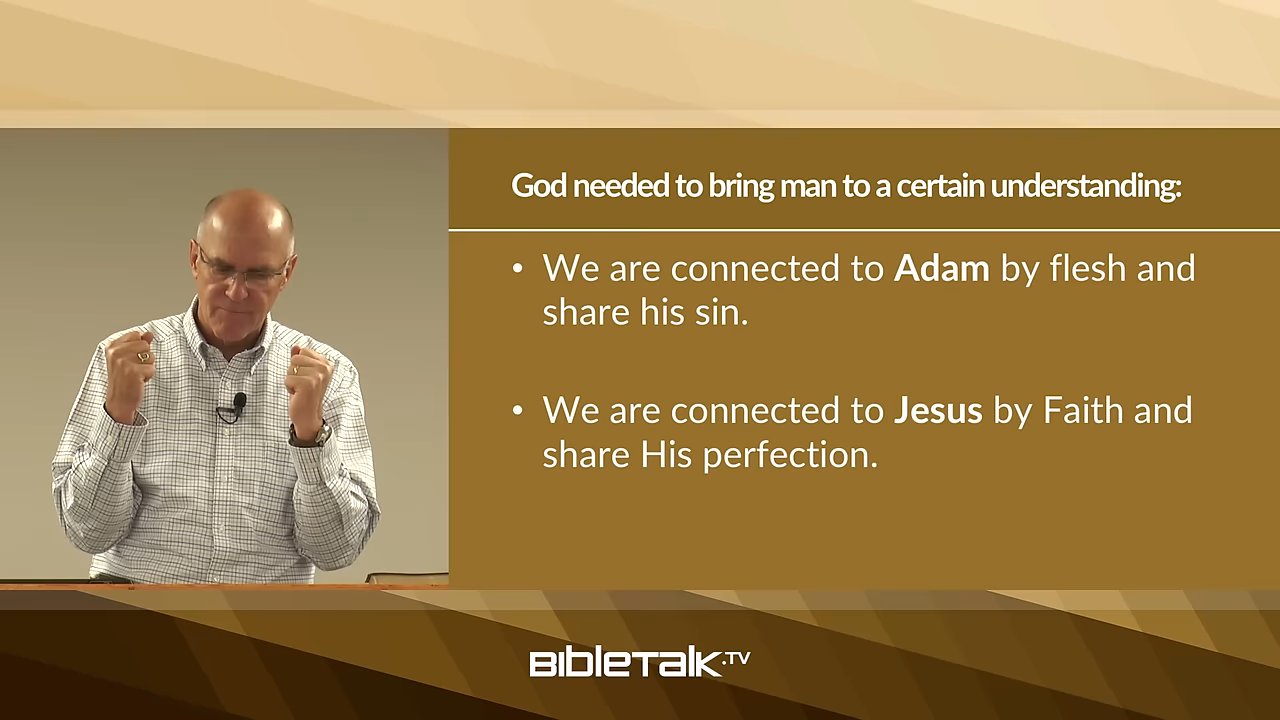 God needed to bring man to a certain understanding:
• We are connected to Adam by flesh and
share his sin.
• We are connected to Jesus by Faith and
share His perfection.
BIBLETALK.TV